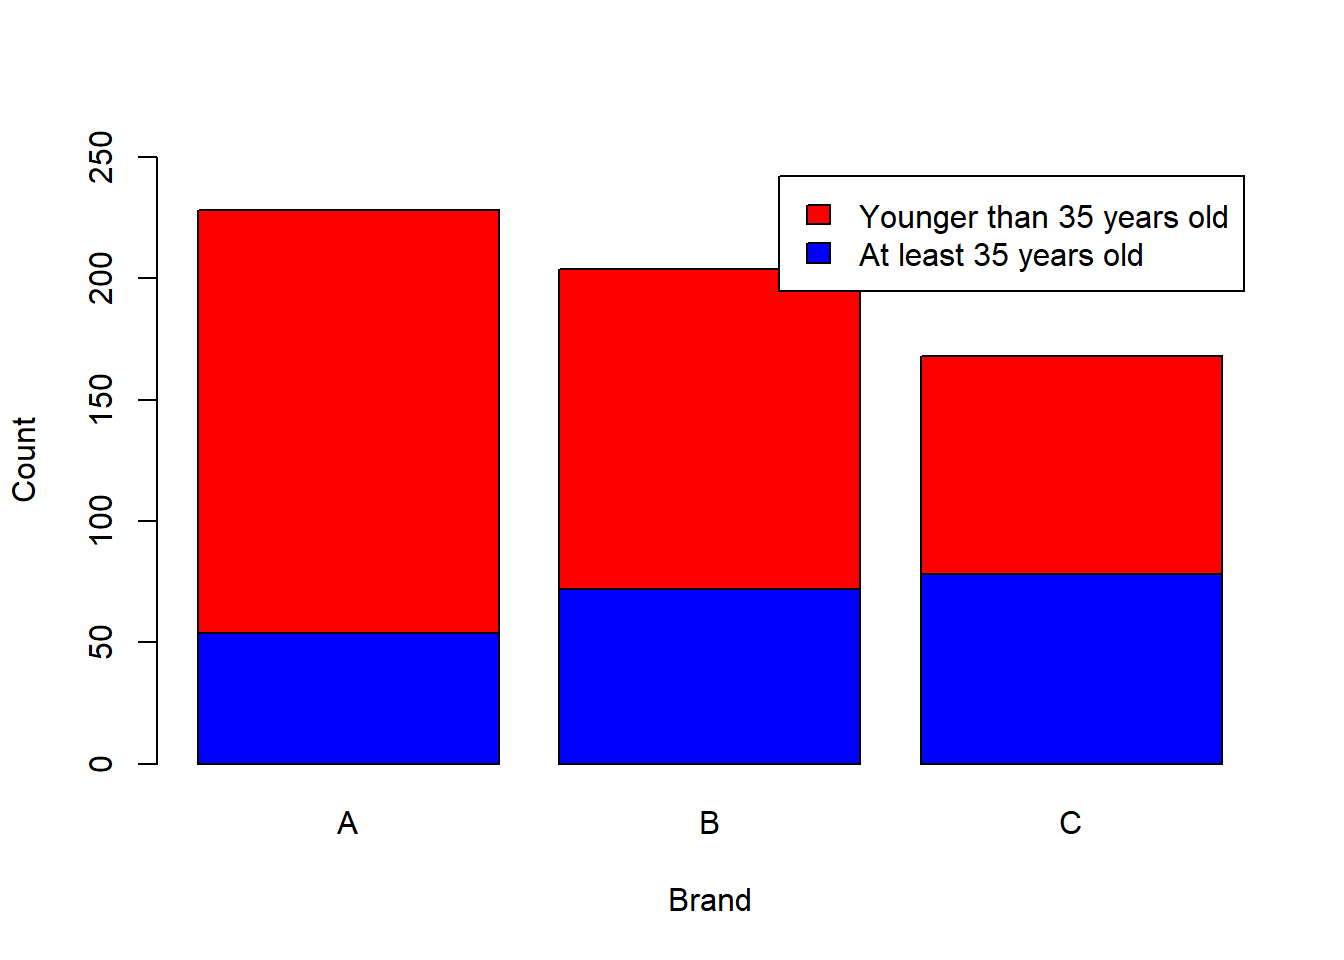 250
200
150
100
50
0
Count
Younger than 35 years old
At least 35 years old
A
B
C
Brand